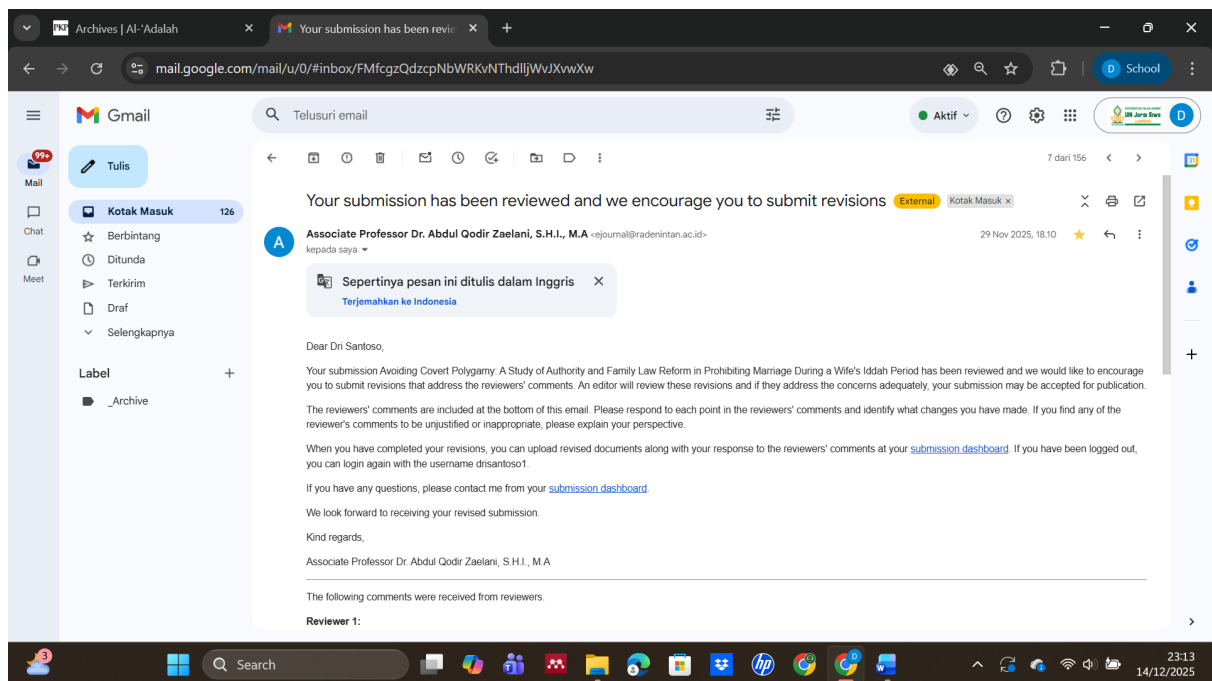 Archives | Al-'Adalah
Your submission has been revie
mail.google.com/mail/u/0/#inbox/FMfcgzQdzcpNbWRKvNThdlljWvJXvwXw
School
Gmail
Telusuri email
Aktif
UIN Jurai Siwo
D
99+
Mail
Chat
Meet
Tulis
Kotak Masuk 126
Berbintang
Ditunda
Terkirim
Draf
Selengkapnya
Label
_Archive
7 dari 156
Your submission has been reviewed and we encourage you to submit revisions External Kotak Masuk ×
A
Associate Professor Dr. Abdul Qodir Zaelani, S.H.I., M.A <ejournal@radenintan.ac.id> 29 Nov 2025, 18.10
kepada saya
Sepertinya pesan ini ditulis dalam Inggris
Terjemahkan ke Indonesia
Dear Dri Santoso,
Your submission Avoiding Covert Polygamy: A Study of Authority and Family Law Reform in Prohibiting Marriage During a Wife's Iddah Period has been reviewed and we would like to encourage
you to submit revisions that address the reviewers' comments. An editor will review these revisions and if they address the concerns adequately, your submission may be accepted for publication.
The reviewers' comments are included at the bottom of this email. Please respond to each point in the reviewers' comments and identify what changes you have made. If you find any of the
reviewer's comments to be unjustified or inappropriate, please explain your perspective.
When you have completed your revisions, you can upload revised documents along with your response to the reviewers' comments at your submission dashboard. If you have been logged out,
you can login again with the username drisantoso1.
If you have any questions, please contact me from your submission dashboard.
We look forward to receiving your revised submission.
Kind regards,
Associate Professor Dr. Abdul Qodir Zaelani, S.H.I., M.A
The following comments were received from reviewers.
Reviewer 1:
3
Search
23:13
14/12/2025